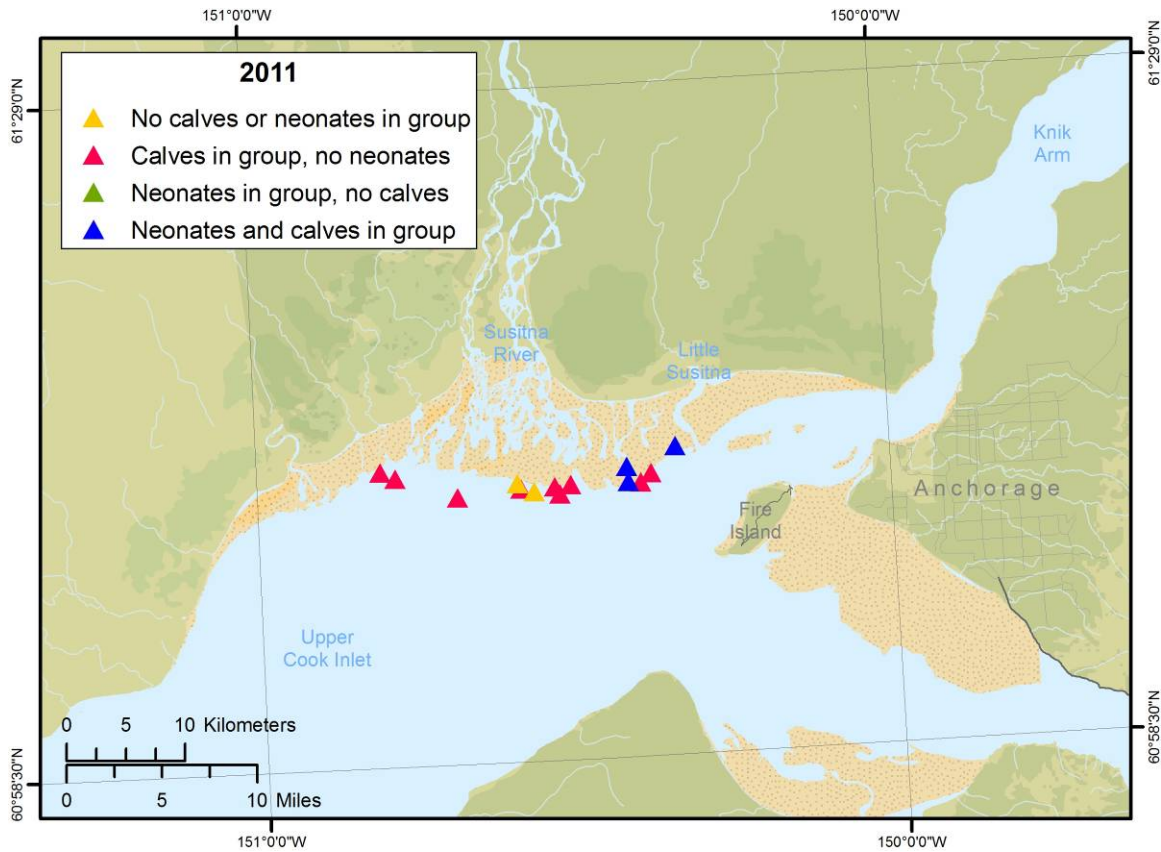 151°0'0"W
150°0'0"W
61°29'0"N
61°29'0"N
2011
No calves or neonates in group
Calves in group, no neonates
Neonates in group, no calves
Neonates and calves in group
Knik
Arm
Susitna
River
Little
Susitna
Anchorage
Fire
Island
Upper
Cook Inlet
0 5 10 Kilometers
0 5 10 Miles
60°58'30"N
60°58'30"N
151°0'0"W
150°0'0"W